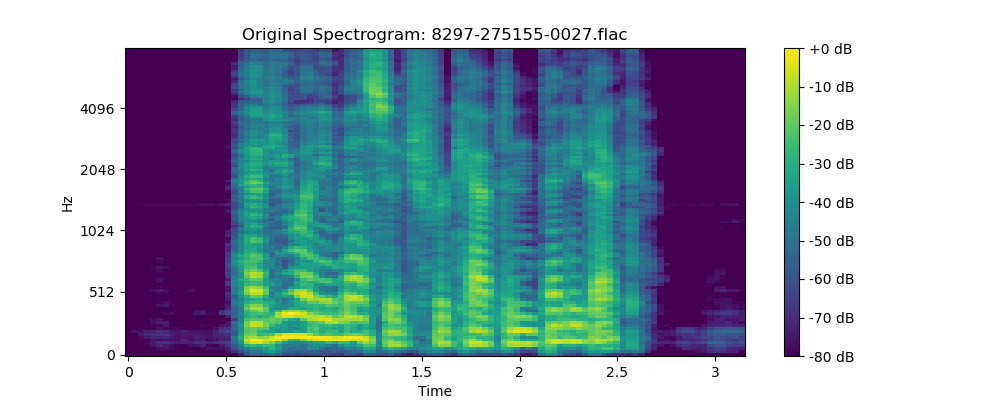 Original Spectrogram: 8297-275155-0027.flac
Hz
4096
2048
1024
512
0
0
0.5
1
1.5
2
2.5
3
Time
+0 dB
-10 dB
-20 dB
-30 dB
-40 dB
-50 dB
-60 dB
-70 dB
-80 dB